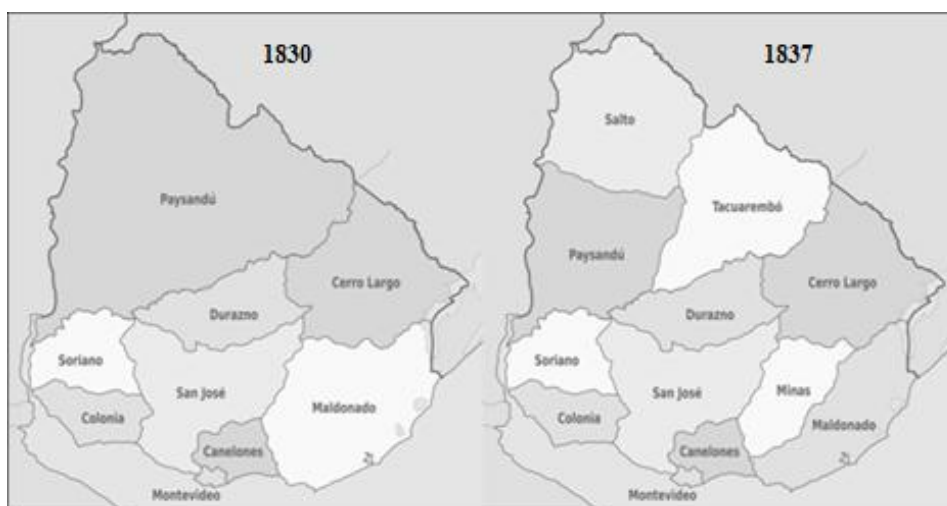 1830
Paysandú
Cerro Largo
Durazno
Soriano
San José
Maldonado
Colonia
Canelones
Montevideo
1837
Salto
Tacuarembó
Paysandú
Cerro Largo
Durazno
Soriano
San José
Minas
Colonia
Maldonado
Canelones
Montevideo